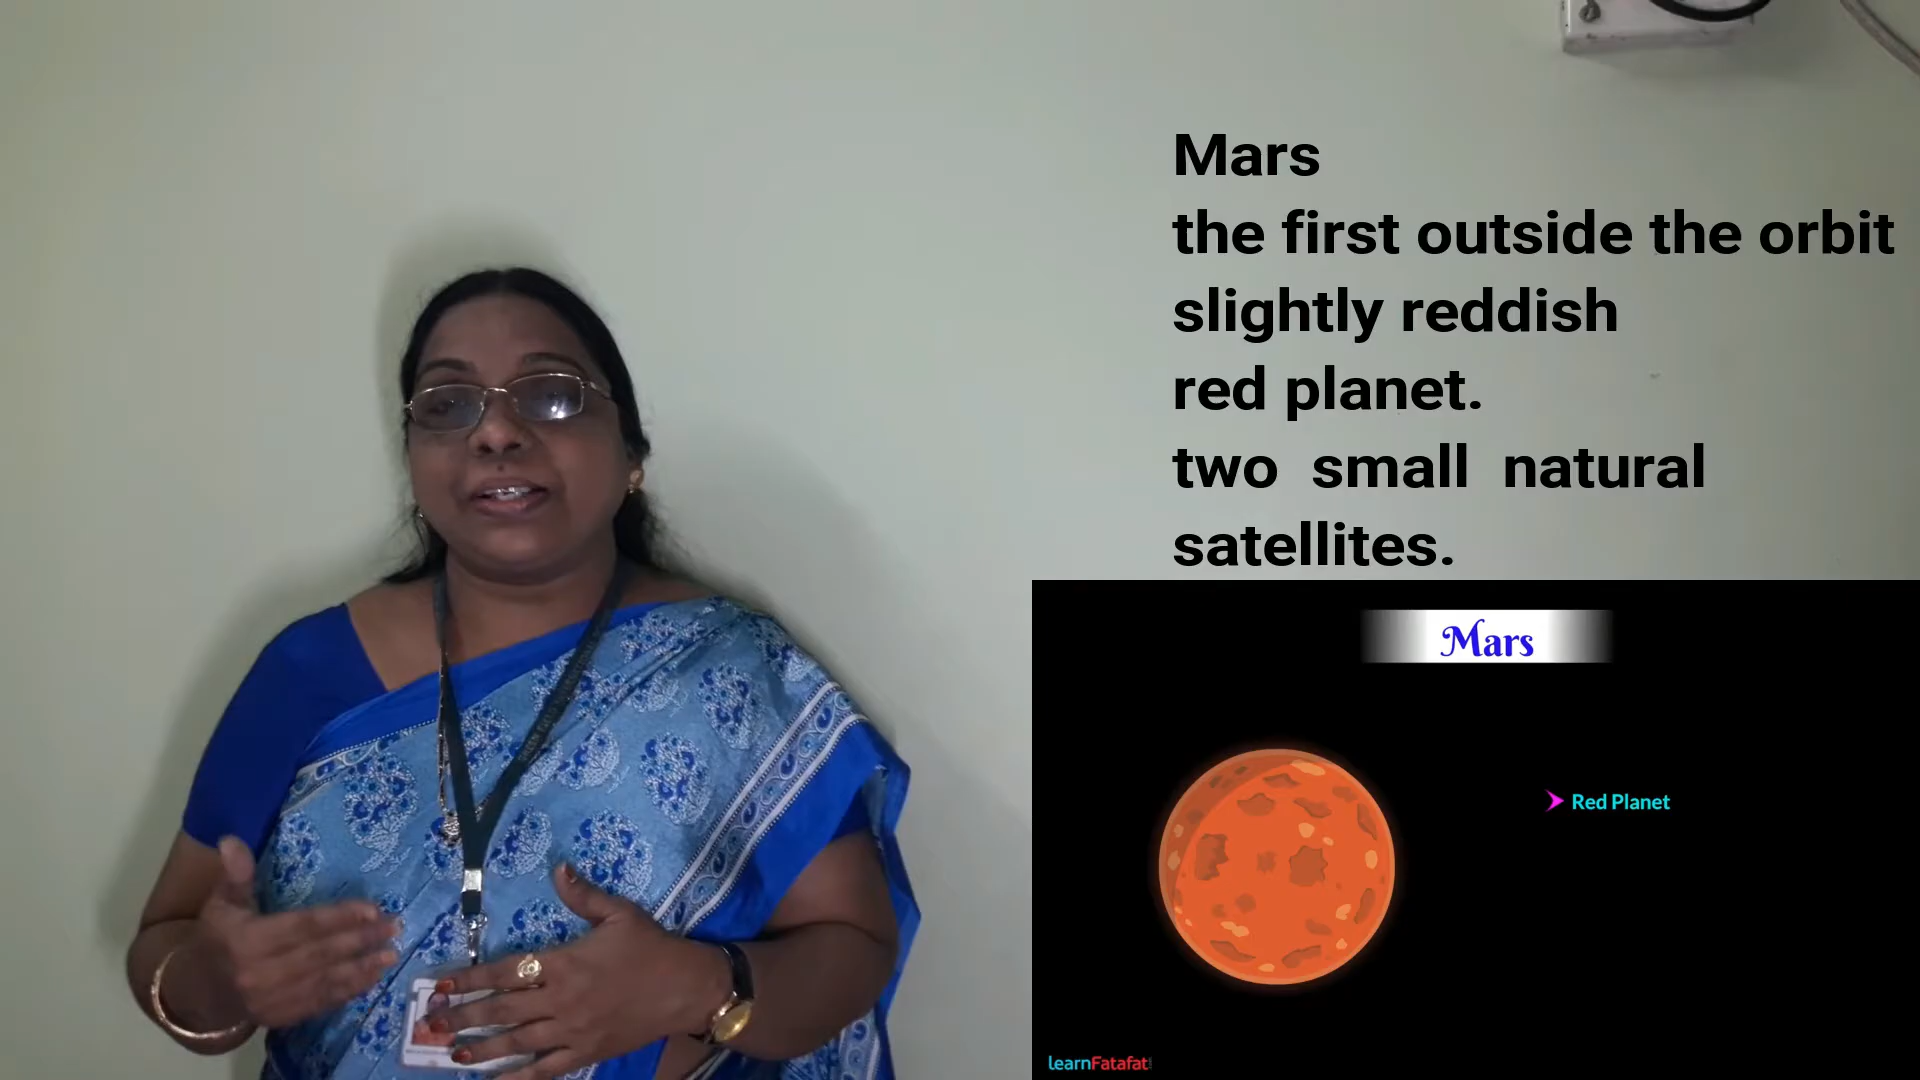 Mars
the first outside the orbit
slightly reddish
red planet.
two small natural
satellites.
Mars
Red Planet
learnFatafat